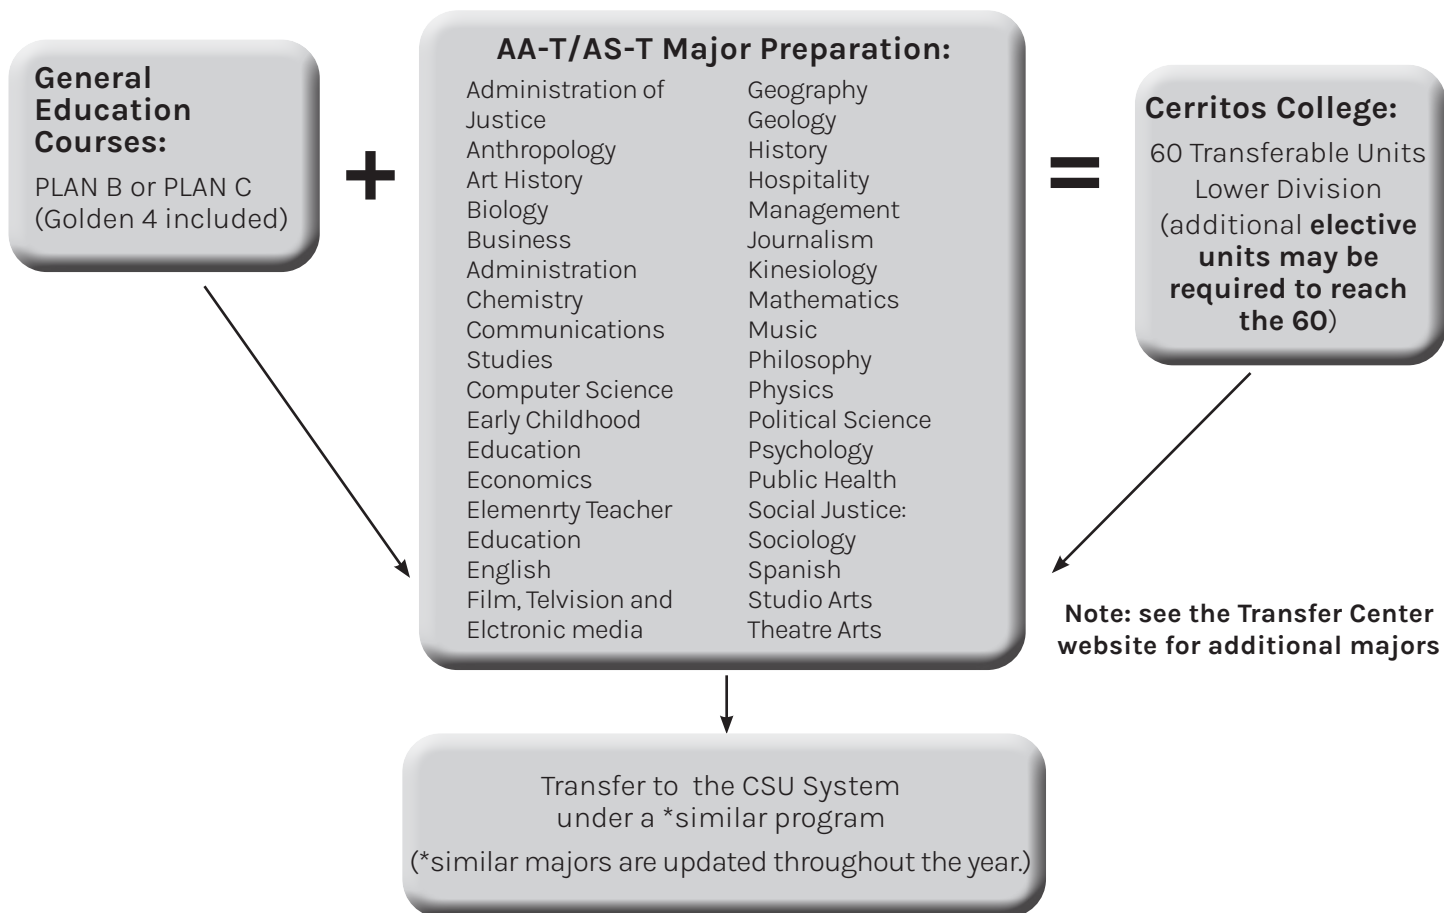 General
Education
Courses:
PLAN B or PLAN C
(Golden 4 included)
+
AA-T/AS-T Major Preparation:
Administration of
Justice
Anthropology
Art History
Biology
Business
Administration
Chemistry
Communications
Studies
Computer Science
Early Childhood
Education
Economics
Elemenrty Teacher
Education
English
Film, Telvision and
Elctronic media
Geography
Geology
History
Hospitality
Management
Journalism
Kinesiology
Mathematics
Music
Philosophy
Physics
Political Science
Psychology
Public Health
Social Justice:
Sociology
Spanish
Studio Arts
Theatre Arts
=
Cerritos College:
60 Transferable Units
Lower Division
(additional elective
units may be
required to reach
the 60)
Note: see the Transfer Center
website for additional majors
Transfer to the CSU System
under a *similar program
(*similar majors are updated throughout the year.)